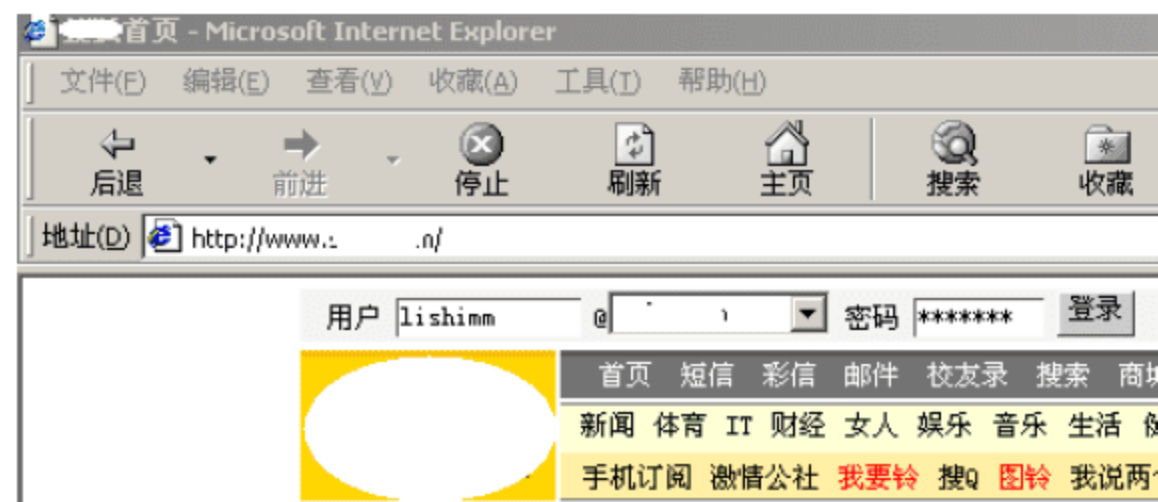 首页 - Microsoft Internet Explorer
文件(F) 编辑(E) 查看(V) 收藏(A) 工具(T) 帮助(H)
后退 前进 停止 刷新 主页 搜索 收藏
地址(D) http://www. .n/
用户 lishimm @ 密码 ******* 登录
首页 短信 彩信 邮件 校友录 搜索 商城
新闻 体育 IT 财经 女人 娱乐 音乐 生活
手机订阅 激情公社 我要铃 搜Q 图铃 我说两